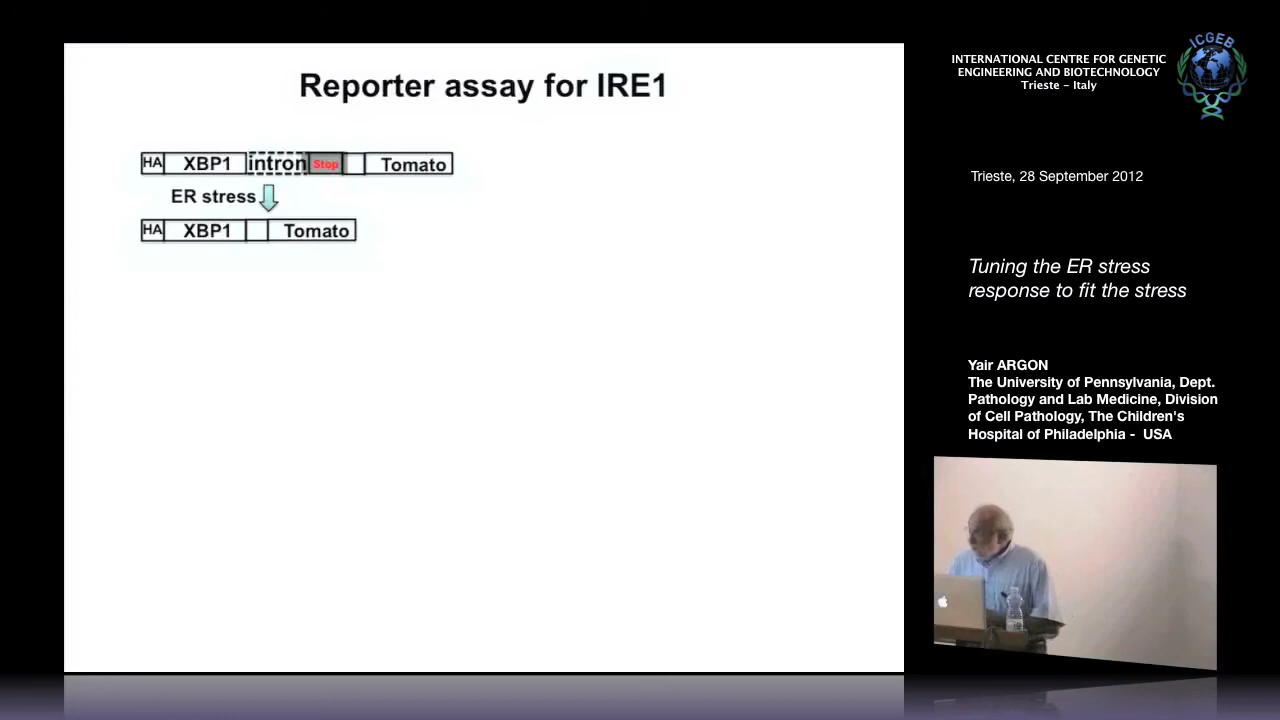 Reporter assay for IRE1
HA XBP1 intron Stop Tomato
ER stress
HA XBP1 Tomato
ICGEB
INTERNATIONAL CENTRE FOR GENETIC
ENGINEERING AND BIOTECHNOLOGY
Trieste - Italy
Trieste, 28 September 2012
Tuning the ER stress
response to fit the stress
Yair ARGON
The University of Pennsylvania, Dept.
Pathology and Lab Medicine, Division
of Cell Pathology, The Children's
Hospital of Philadelphia - USA